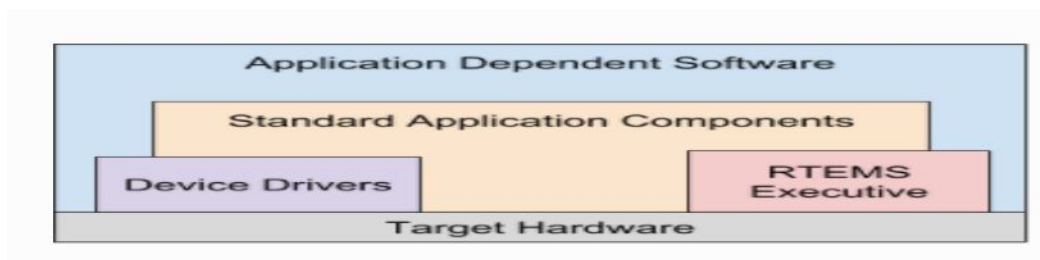 Application Dependent Software
Standard Application Components
Device Drivers
RTEMS
Executive
Target Hardware